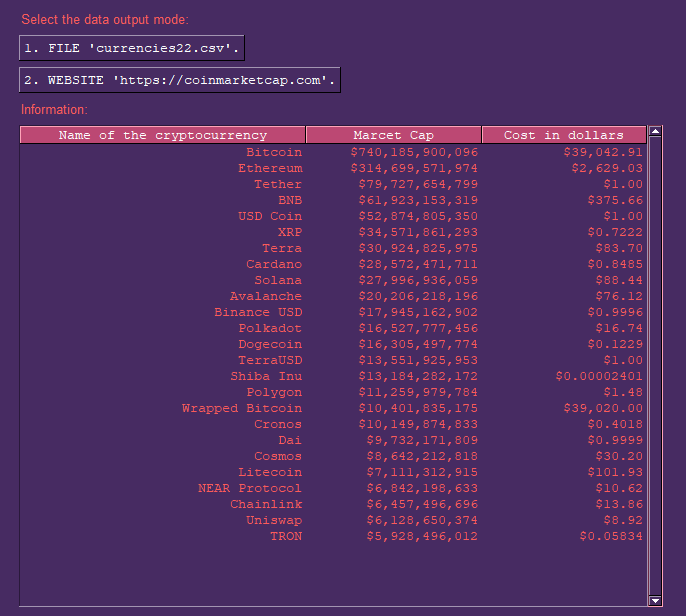 Select the data output mode:
1. FILE 'currencies22.csv'.
2. WEBSITE 'https://coinmarketcap.com'.
Information:
Name of the cryptocurrency Marcet Cap Cost in dollars
Bitcoin $740,185,900,096 $39,042.91
Ethereum $314,699,571,974 $2,629.03
Tether $79,727,654,799 $1.00
BNB $61,923,153,319 $375.66
USD Coin $52,874,805,350 $1.00
XRP $34,571,861,293 $0.7222
Terra $30,924,825,975 $83.70
Cardano $28,572,471,711 $0.8485
Solana $27,996,936,059 $88.44
Avalanche $20,206,218,196 $76.12
Binance USD $17,945,162,902 $0.9996
Polkadot $16,527,777,456 $16.74
Dogecoin $16,305,497,774 $0.1229
TerraUSD $13,551,925,953 $1.00
Shiba Inu $13,184,282,172 $0.00002401
Polygon $11,259,979,784 $1.48
Wrapped Bitcoin $10,401,835,175 $39,020.00
Cronos $10,149,874,833 $0.4018
Dai $9,732,171,809 $0.9999
Cosmos $8,642,212,818 $30.20
Litecoin $7,111,312,915 $101.93
NEAR Protocol $6,842,198,633 $10.62
Chainlink $6,457,496,696 $13.86
Uniswap $6,128,650,374 $8.92
TRON $5,928,496,012 $0.05834